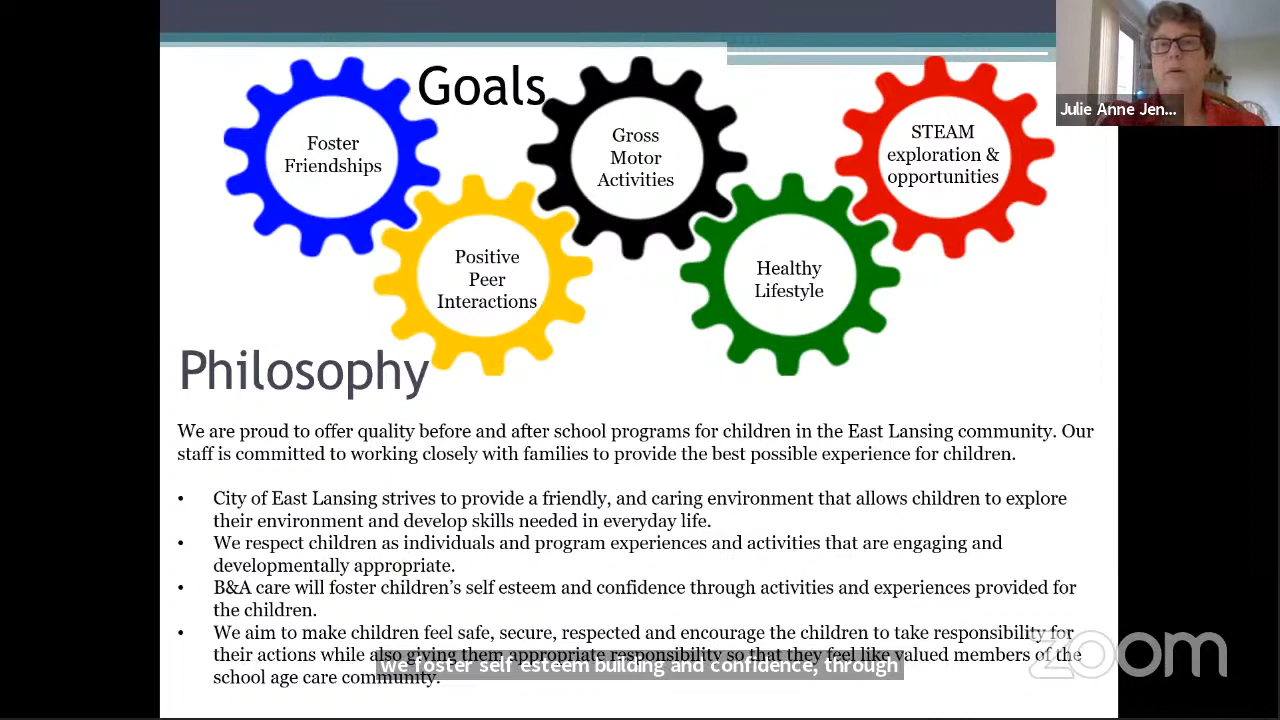 Goals
Foster
Friendships
Gross
Motor
Activities
STEAM
exploration &
opportunities
Julie Anne Jen...
Positive
Peer
Interactions
Healthy
Lifestyle
Philosophy
We are proud to offer quality before and after school programs for children in the East Lansing community. Our
staff is committed to working closely with families to provide the best possible experience for children.
• City of East Lansing strives to provide a friendly, and caring environment that allows children to explore
their environment and develop skills needed in everyday life.
• We respect children as individuals and program experiences and activities that are engaging and
developmentally appropriate.
• B&A care will foster children's self esteem and confidence through activities and experiences provided for
the children.
• We aim to make children feel safe, secure, respected and encourage the children to take responsibility for
their actions while also giving them appropriate responsibility so that they feel like valued members of the
school age care community.
we foster self esteem building and confidence, through
zoom